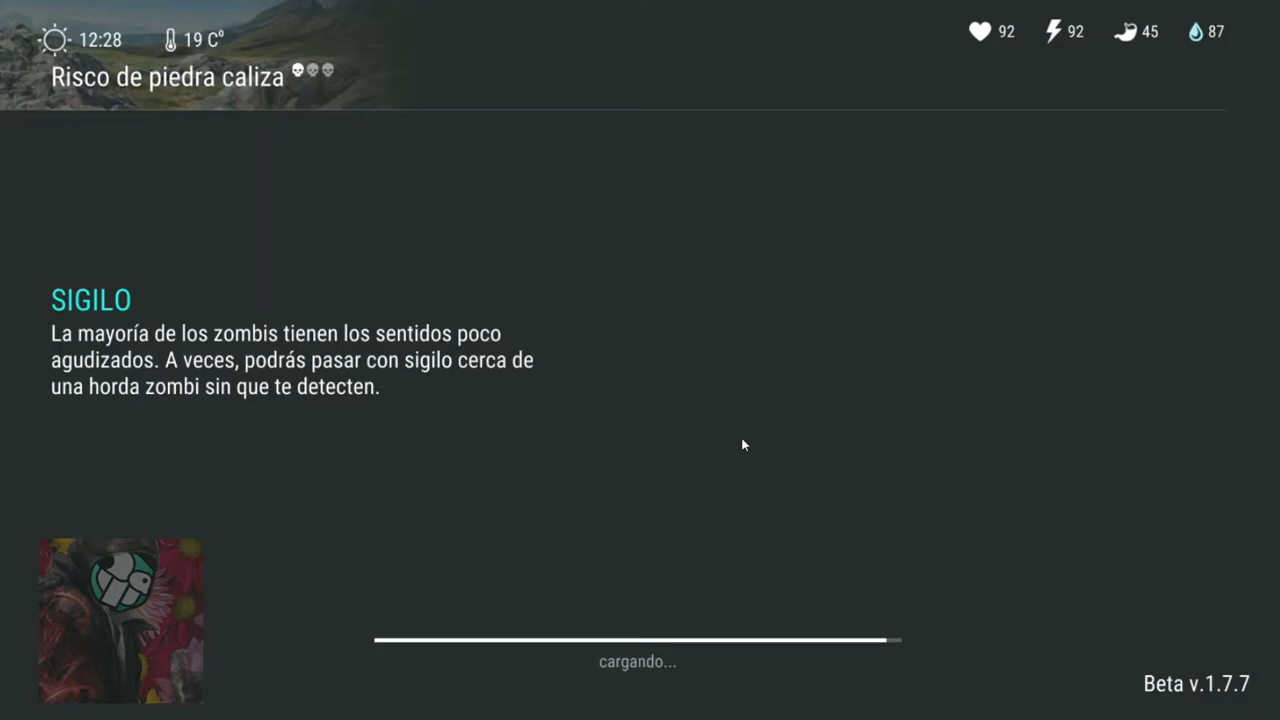 12:28 19 Cº
92 92 45 87
Risco de piedra caliza
SIGILO
La mayoría de los zombis tienen los sentidos poco
agudizados. A veces, podrás pasar con sigilo cerca de
una horda zombi sin que te detecten.
cargando...
Beta v.1.7.7